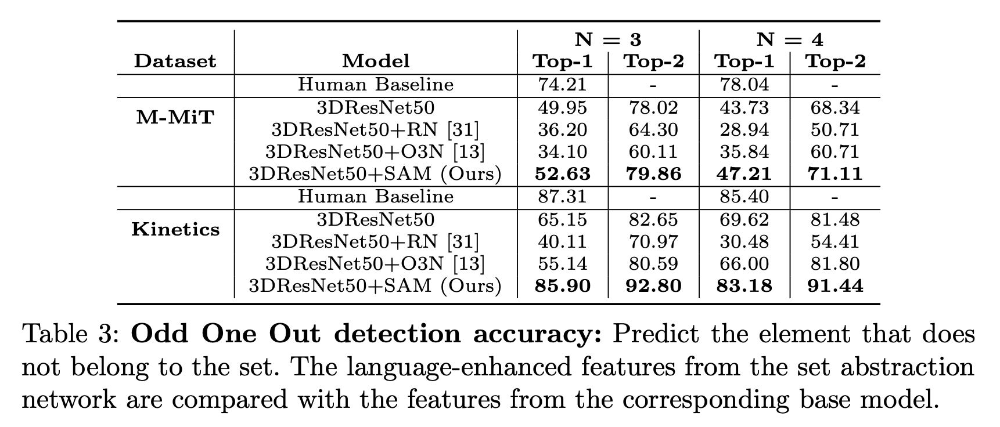 N = 3 N = 4
Dataset Model Top-1 Top-2 Top-1 Top-2
Human Baseline 74.21 - 78.04 -
M-MiT 3DResNet50 49.95 78.02 43.73 68.34
3DResNet50+RN [31] 36.20 64.30 28.94 50.71
3DResNet50+O3N [13] 34.10 60.11 35.84 60.71
3DResNet50+SAM (Ours) 52.63 79.86 47.21 71.11
Human Baseline 87.31 - 85.40 -
Kinetics 3DResNet50 65.15 82.65 69.62 81.48
3DResNet50+RN [31] 40.11 70.97 30.48 54.41
3DResNet50+O3N [13] 55.14 80.59 66.00 81.80
3DResNet50+SAM (Ours) 85.90 92.80 83.18 91.44
Table 3: Odd One Out detection accuracy: Predict the element that does
not belong to the set. The language-enhanced features from the set abstraction
network are compared with the features from the corresponding base model.